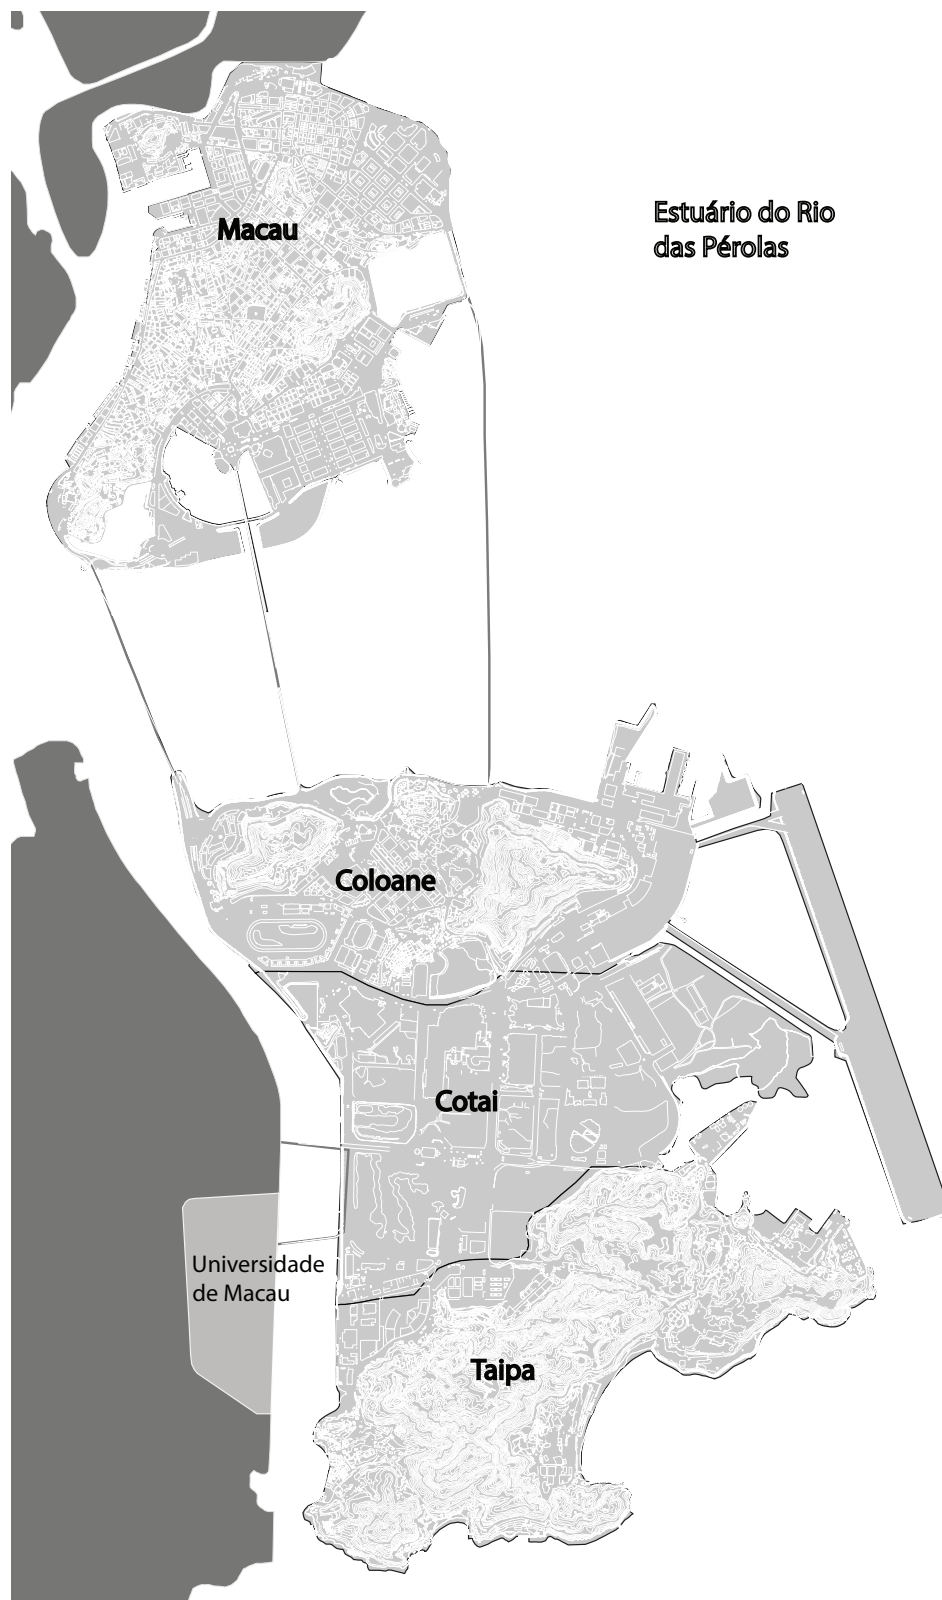 Macau
Estuário do Rio
das Pérolas
Coloane
Cotai
Universidade
de Macau
Taipa